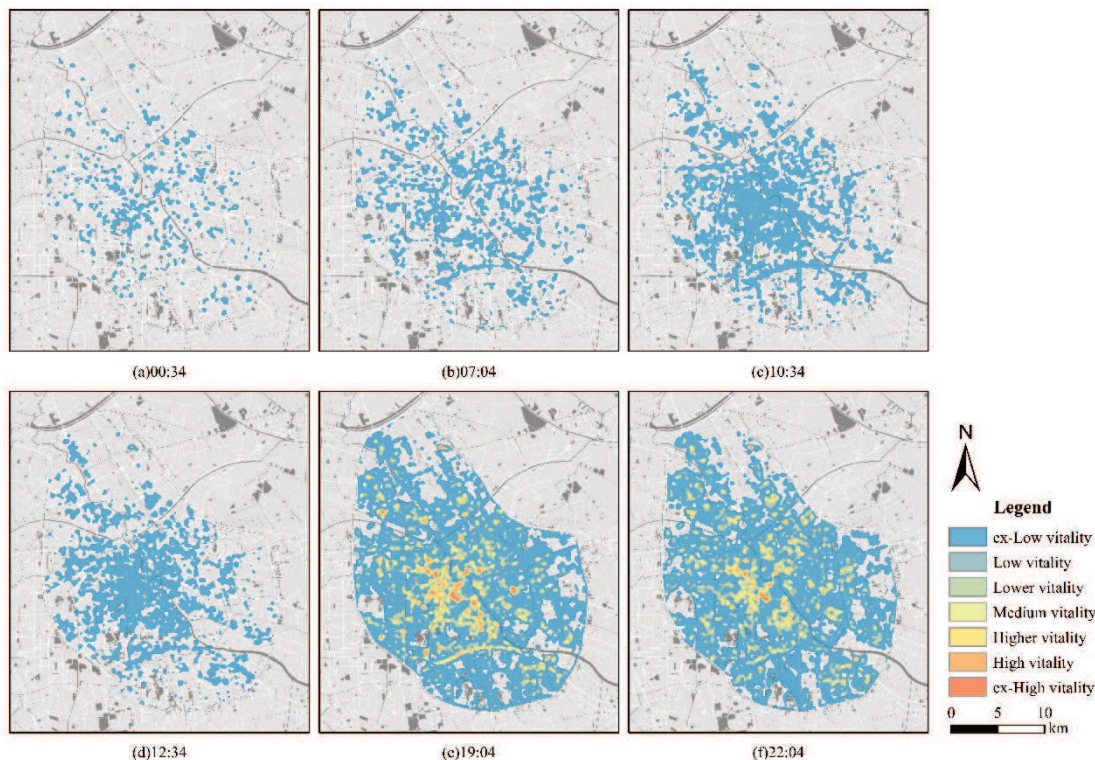 (a)00:34
(b)07:04
(c)10:34
(d)12:34
(e)19:04
(f)22:04
N
Legend
ex-Low vitality
Low vitality
Lower vitality
Medium vitality
Higher vitality
High vitality
ex-High vitality
0 5 10
km